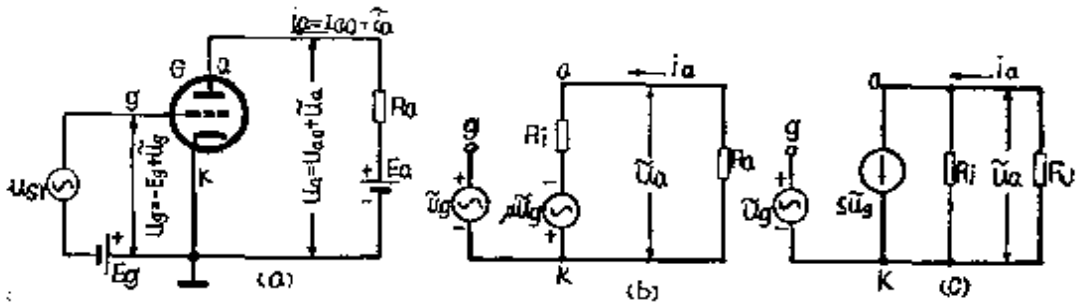 i̲a=Ia0+ĩa
G a
g
Ug=-Eg+ũg
Ua=Ua0+Ũa
Ra
K
Ea
+
-
usr
+
Eg
(a)
a
ia
g
Ri
+
ũg
-
-
μŨg
+
Ũa
Ra
K
(b)
a
ia
g
+
ũg
-
Sũg
Ri
ũa
K
(c)